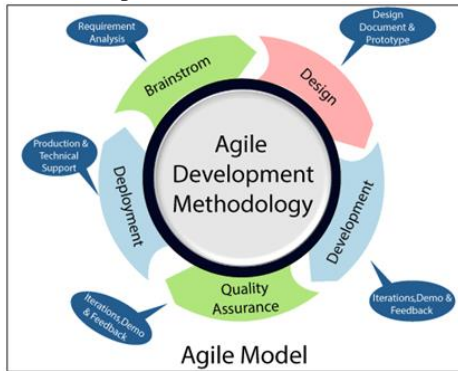 Requirement
Analysis
Design
Document &
Prototype
Brainstrom
Design
Production &
Technical
Support
Agile
Development
Methodology
Deployment
Development
Quality
Assurance
Iterations,Demo
& Feedback
Iterations,Demo
& Feedback
Agile Model